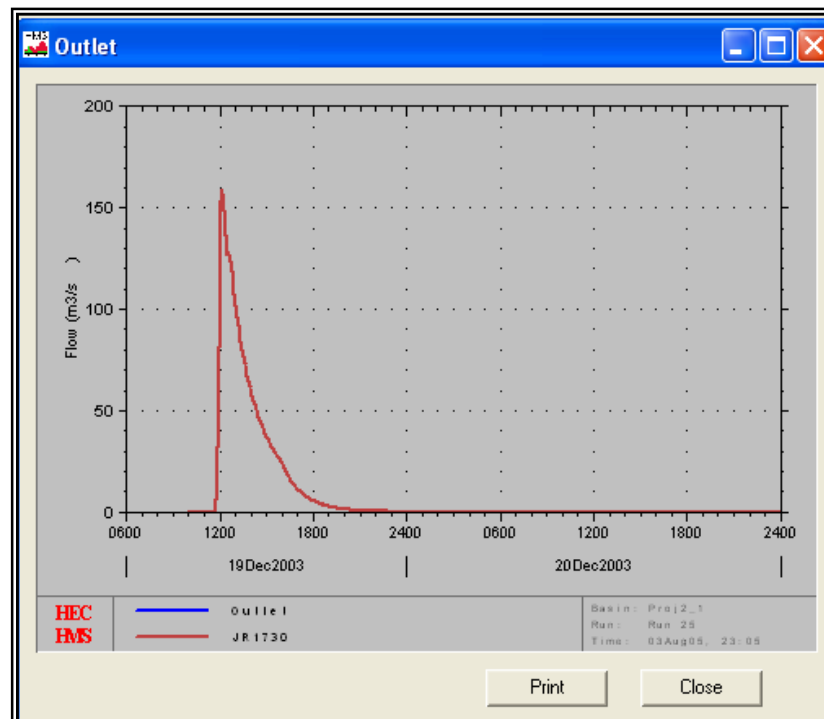 HMS
Outlet
200
150
100
50
0
Flow (m3/s )
0600 1200 1800 2400 0600 1200 1800 2400
19Dec2003 20Dec2003
HEC
HMS
Outlet
JR1730
Basin: Proj2_1
Run: Run 25
Time: 03Aug05, 23:05
Print Close